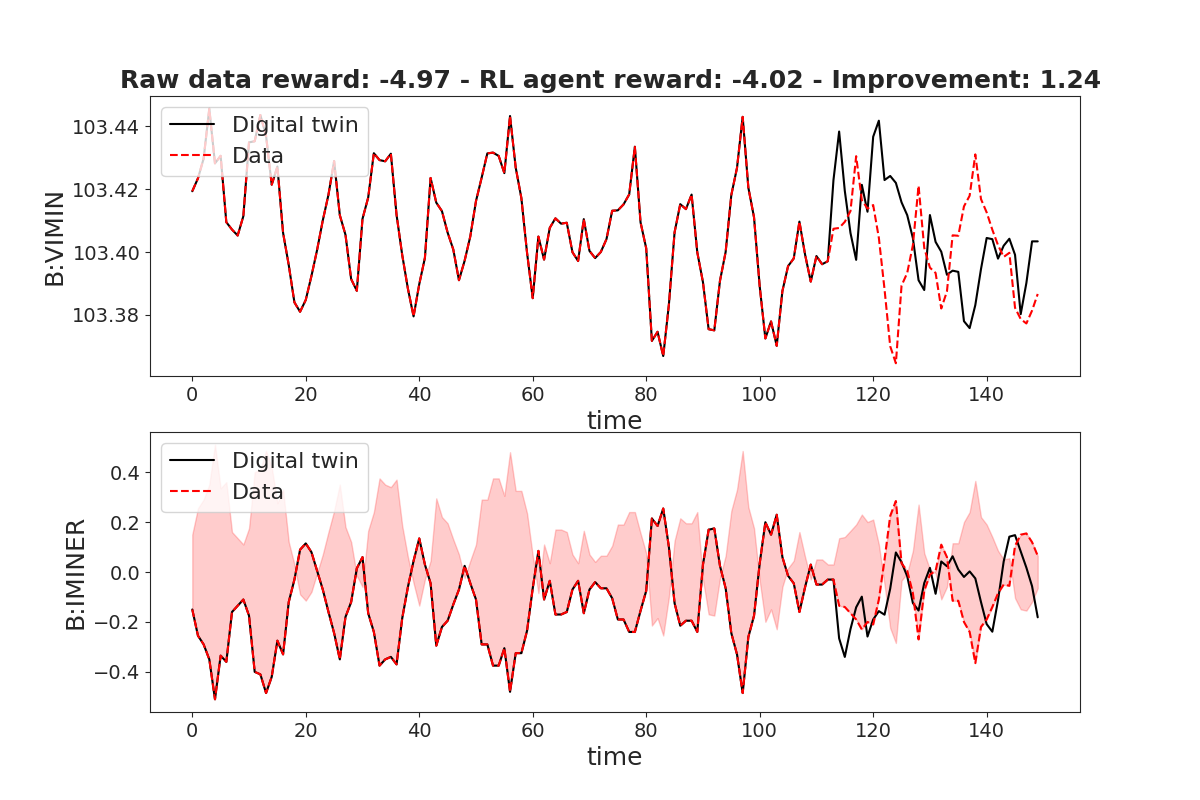 Raw data reward: -4.97 - RL agent reward: -4.02 - Improvement: 1.24
Digital twin
Data
103.44
103.42
103.40
103.38
B:VIMIN
0 20 40 60 80 100 120 140
time
Digital twin
Data
0.4
0.2
0.0
−0.2
−0.4
B:IMINER
0 20 40 60 80 100 120 140
time